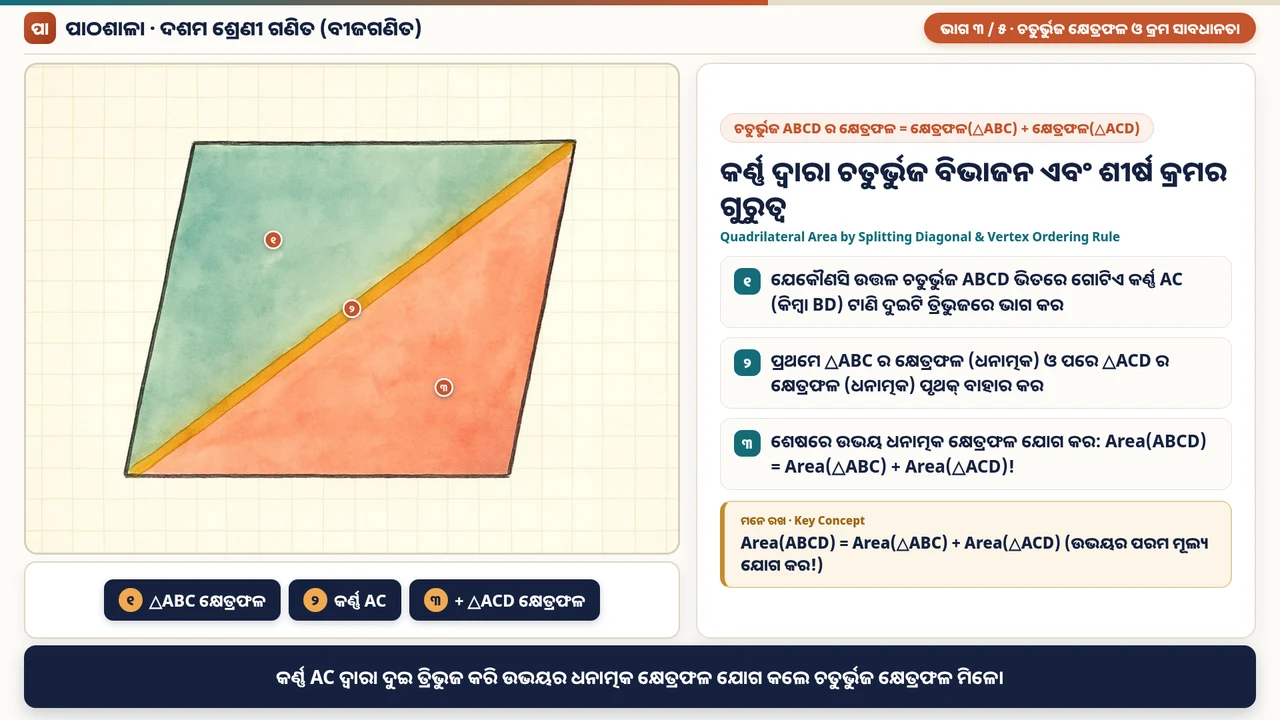 ପା ପାଠଶାଳା · ଦଶମ ଶ୍ରେଣୀ ଗଣିତ (ବୀଜଗଣିତ)
ଭାଗ ୩ / ୫ · ଚତୁର୍ଭୁଜ କ୍ଷେତ୍ରଫଳ ଓ କ୍ରମ ସାବଧାନତା
୧
୨
୩
୧ △ABC କ୍ଷେତ୍ରଫଳ
୨ କର୍ଣ୍ଣ AC
୩ + △ACD କ୍ଷେତ୍ରଫଳ
ଚତୁର୍ଭୁଜ ABCD ର କ୍ଷେତ୍ରଫଳ = କ୍ଷେତ୍ରଫଳ(△ABC) + କ୍ଷେତ୍ରଫଳ(△ACD)
କର୍ଣ୍ଣ ଦ୍ୱାରା ଚତୁର୍ଭୁଜ ବିଭାଜନ ଏବଂ ଶୀର୍ଷ କ୍ରମର
ଗୁରୁତ୍ୱ
Quadrilateral Area by Splitting Diagonal & Vertex Ordering Rule
୧ ଯେକୌଣସି ଉତ୍ତଳ ଚତୁର୍ଭୁଜ ABCD ଭିତରେ ଗୋଟିଏ କର୍ଣ୍ଣ AC
(କିମ୍ବା BD) ଟାଣି ଦୁଇଟି ତ୍ରିଭୁଜରେ ଭାଗ କର
୨ ପ୍ରଥମେ △ABC ର କ୍ଷେତ୍ରଫଳ (ଧନାତ୍ମକ) ଓ ପରେ △ACD ର
କ୍ଷେତ୍ରଫଳ (ଧନାତ୍ମକ) ପୃଥକ୍ ବାହାର କର
୩ ଶେଷରେ ଉଭୟ ଧନାତ୍ମକ କ୍ଷେତ୍ରଫଳ ଯୋଗ କର: Area(ABCD)
= Area(△ABC) + Area(△ACD)!
ମନେ ରଖ · Key Concept
Area(ABCD) = Area(△ABC) + Area(△ACD) (ଉଭୟର ପରମ ମୂଲ୍ୟ
ଯୋଗ କର!)
କର୍ଣ୍ଣ AC ଦ୍ୱାରା ଦୁଇ ତ୍ରିଭୁଜ କରି ଉଭୟର ଧନାତ୍ମକ କ୍ଷେତ୍ରଫଳ ଯୋଗ କଲେ ଚତୁର୍ଭୁଜ କ୍ଷେତ୍ରଫଳ ମିଳେ।